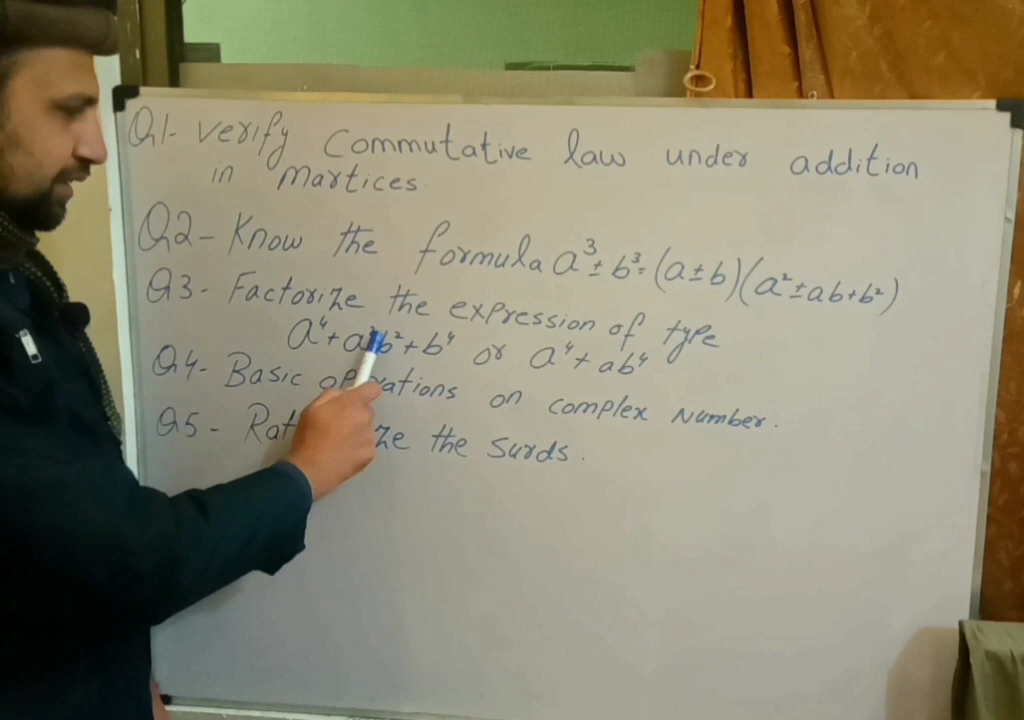 Q1- Verify Commutative law under addition
in Martices.
Q2- Know the formula a³ ± b³ = (a ± b)(a² ± ab + b²)
Q3- Factorize the expression of type
a⁴ + a²b² + b⁴ or a⁴ + ab⁴
Q4- Basic operations on complex Number.
Q5- Rat ze the surds.